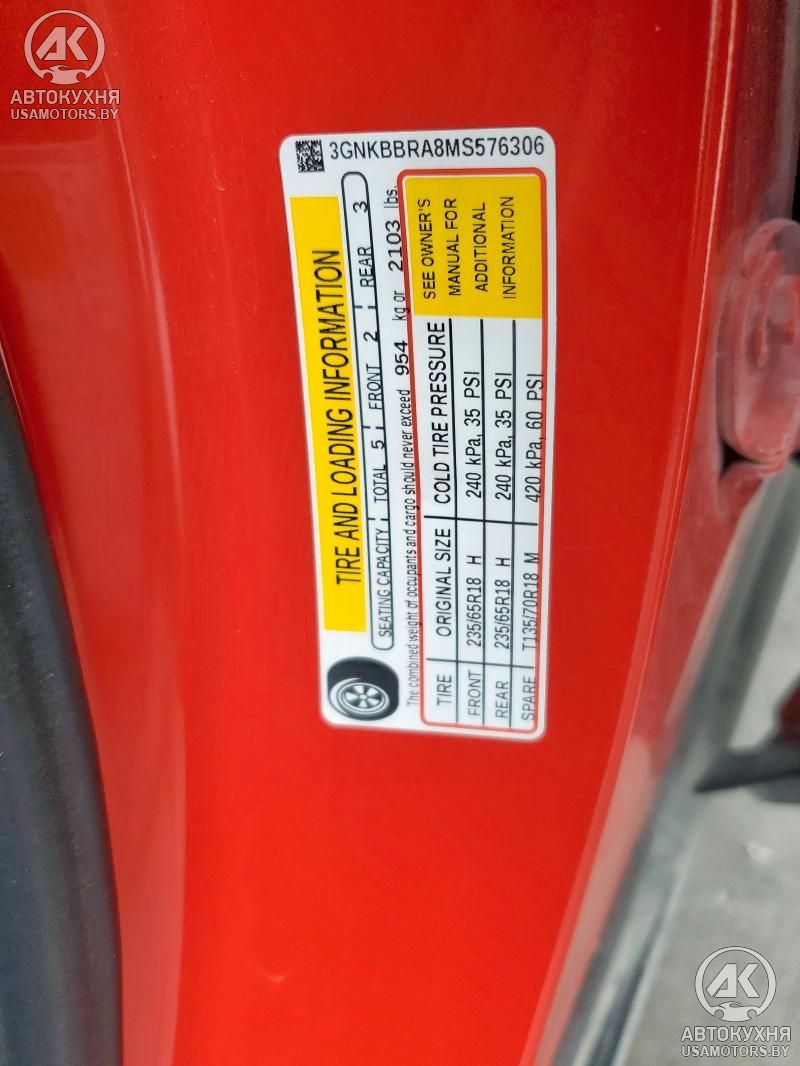 AK
АВТОКУХНЯ
USAMOTORS.BY
3GNKBBRA8MS576306
TIRE AND LOADING INFORMATION
SEATING CAPACITY TOTAL 5 FRONT 2 REAR 3
The combined weight of occupants and cargo should never exceed 954 kg or 2103 lbs.
TIRE ORIGINAL SIZE COLD TIRE PRESSURE
FRONT 235/65R18 H 240 kPa, 35 PSI
REAR 235/65R18 H 240 kPa, 35 PSI
SPARE T135/70R18 M 420 kPa, 60 PSI
SEE OWNER'S
MANUAL FOR
ADDITIONAL
INFORMATION
AK
АВТОКУХНЯ
USAMOTORS.BY